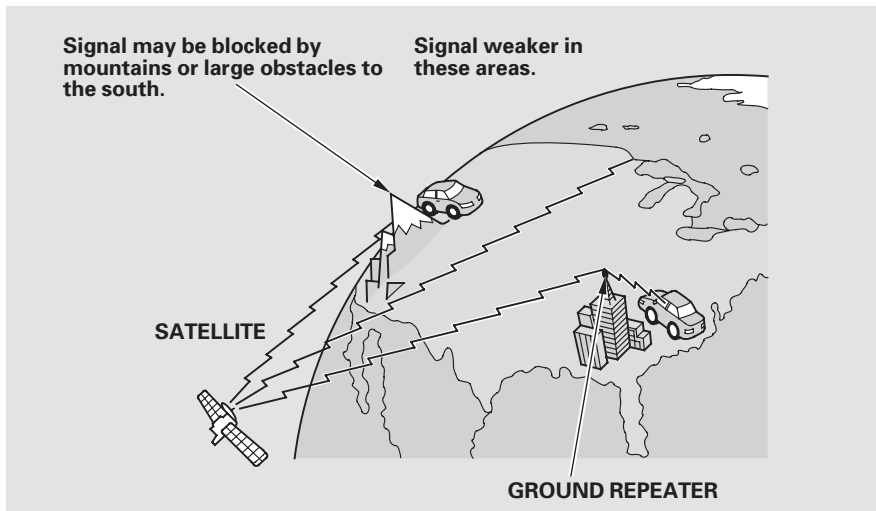 Signal may be blocked by
mountains or large obstacles to
the south.
Signal weaker in
these areas.
SATELLITE
GROUND REPEATER